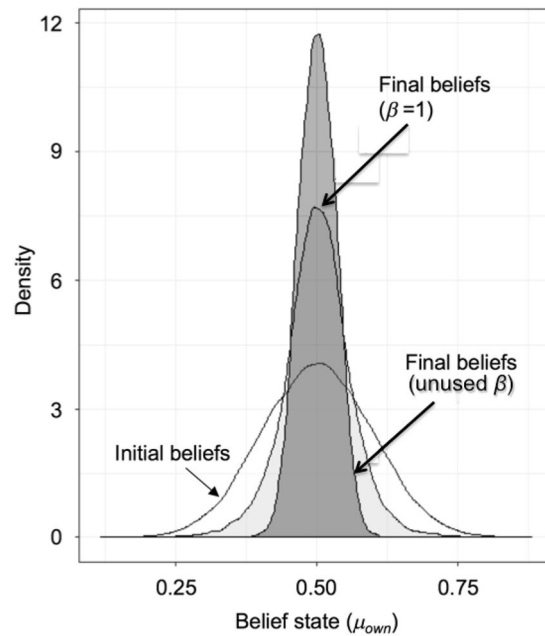 12
Final beliefs
(β =1)
9
Density
6
Final beliefs
(unused β)
3
Initial beliefs
0
0.25 0.50 0.75
Belief state (μown)